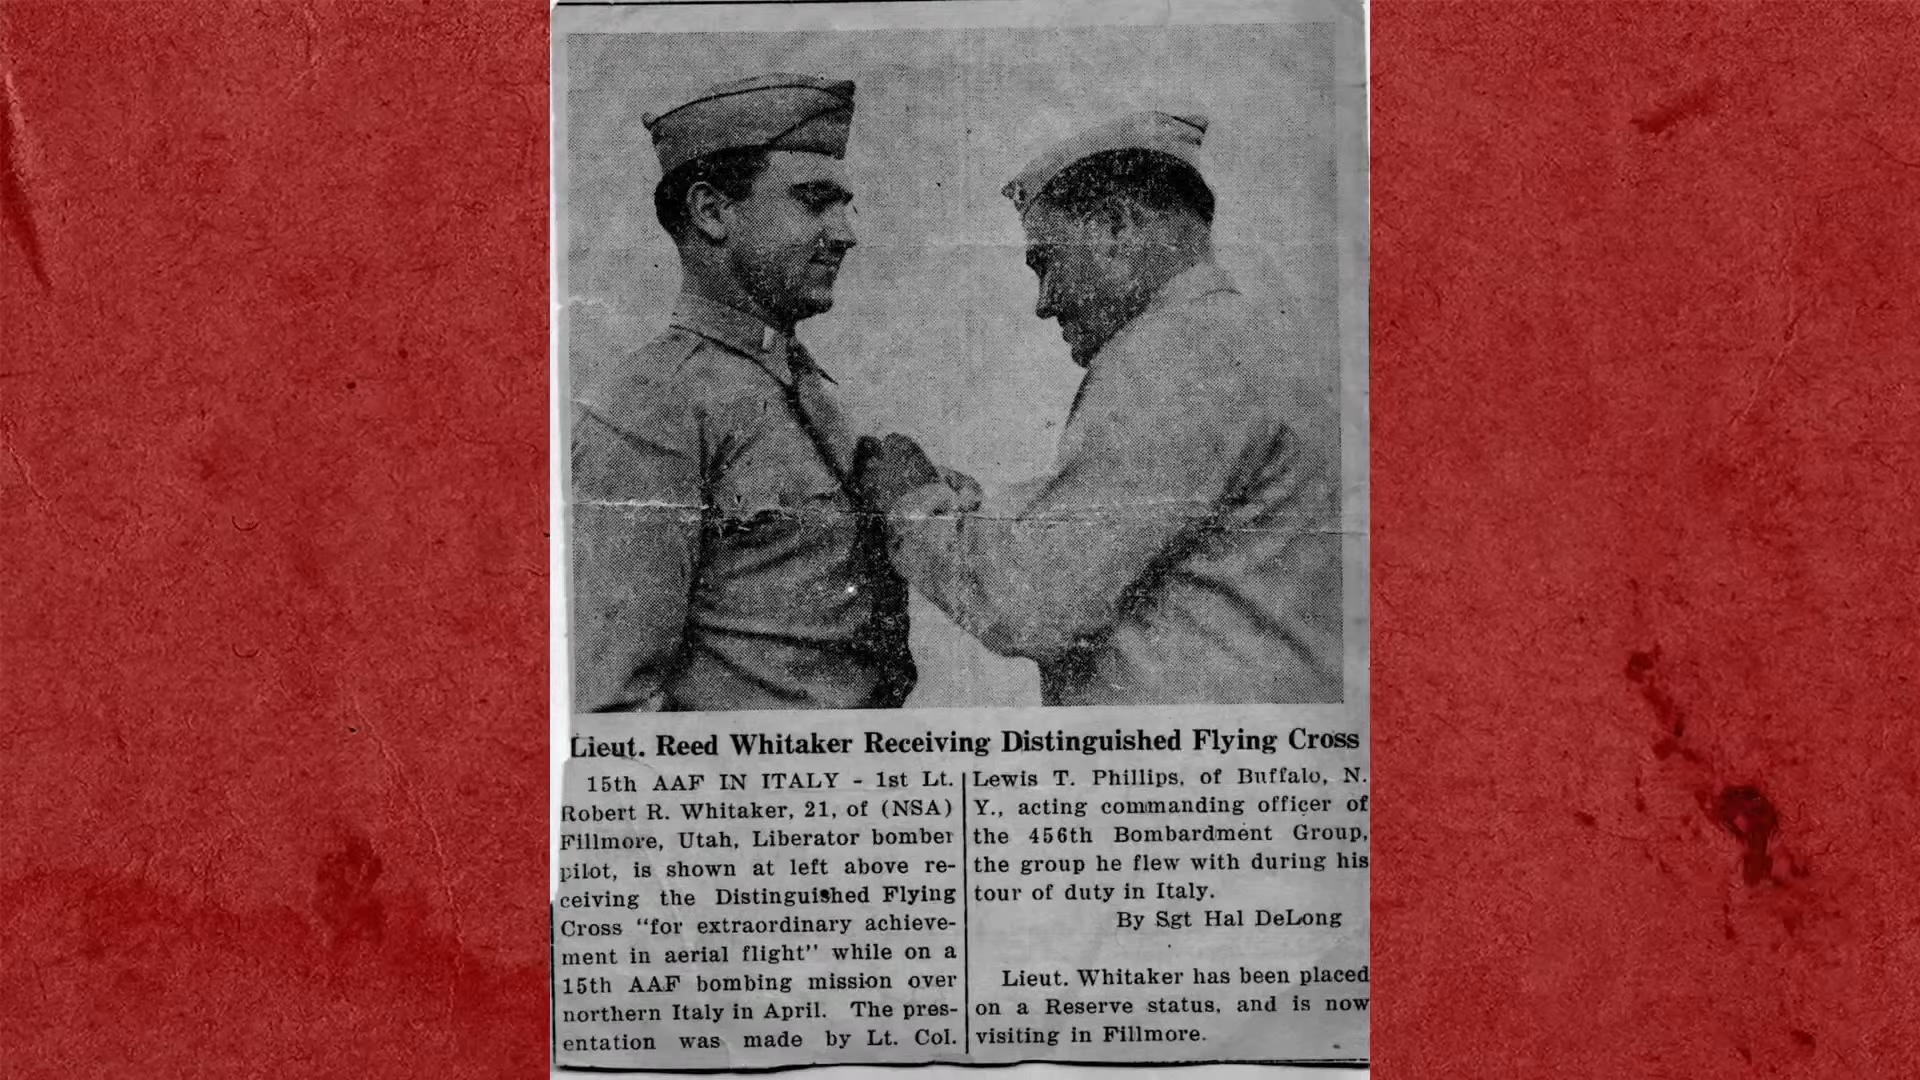 Lieut. Reed Whitaker Receiving Distinguished Flying Cross
15th AAF IN ITALY - 1st Lt.
Robert R. Whitaker, 21, of (NSA)
Fillmore, Utah, Liberator bomber
pilot, is shown at left above re-
ceiving the Distinguished Flying
Cross "for extraordinary achieve-
ment in aerial flight" while on a
15th AAF bombing mission over
northern Italy in April. The pres-
entation was made by Lt. Col.
Lewis T. Phillips, of Buffalo, N.
Y., acting commanding officer of
the 456th Bombardment Group,
the group he flew with during his
tour of duty in Italy.
By Sgt Hal DeLong
Lieut. Whitaker has been placed
on a Reserve status, and is now
visiting in Fillmore.